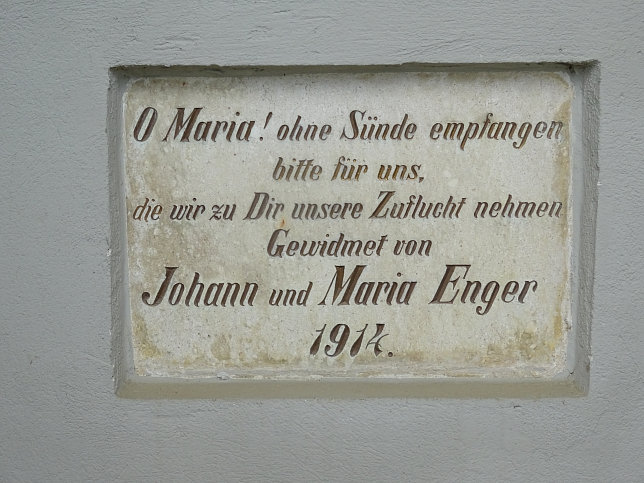 O Maria! ohne Sünde empfangen
bitte für uns,
die wir zu Dir unsere Zuflucht nehmen
Gewidmet von
Johann und Maria Enger
1914.